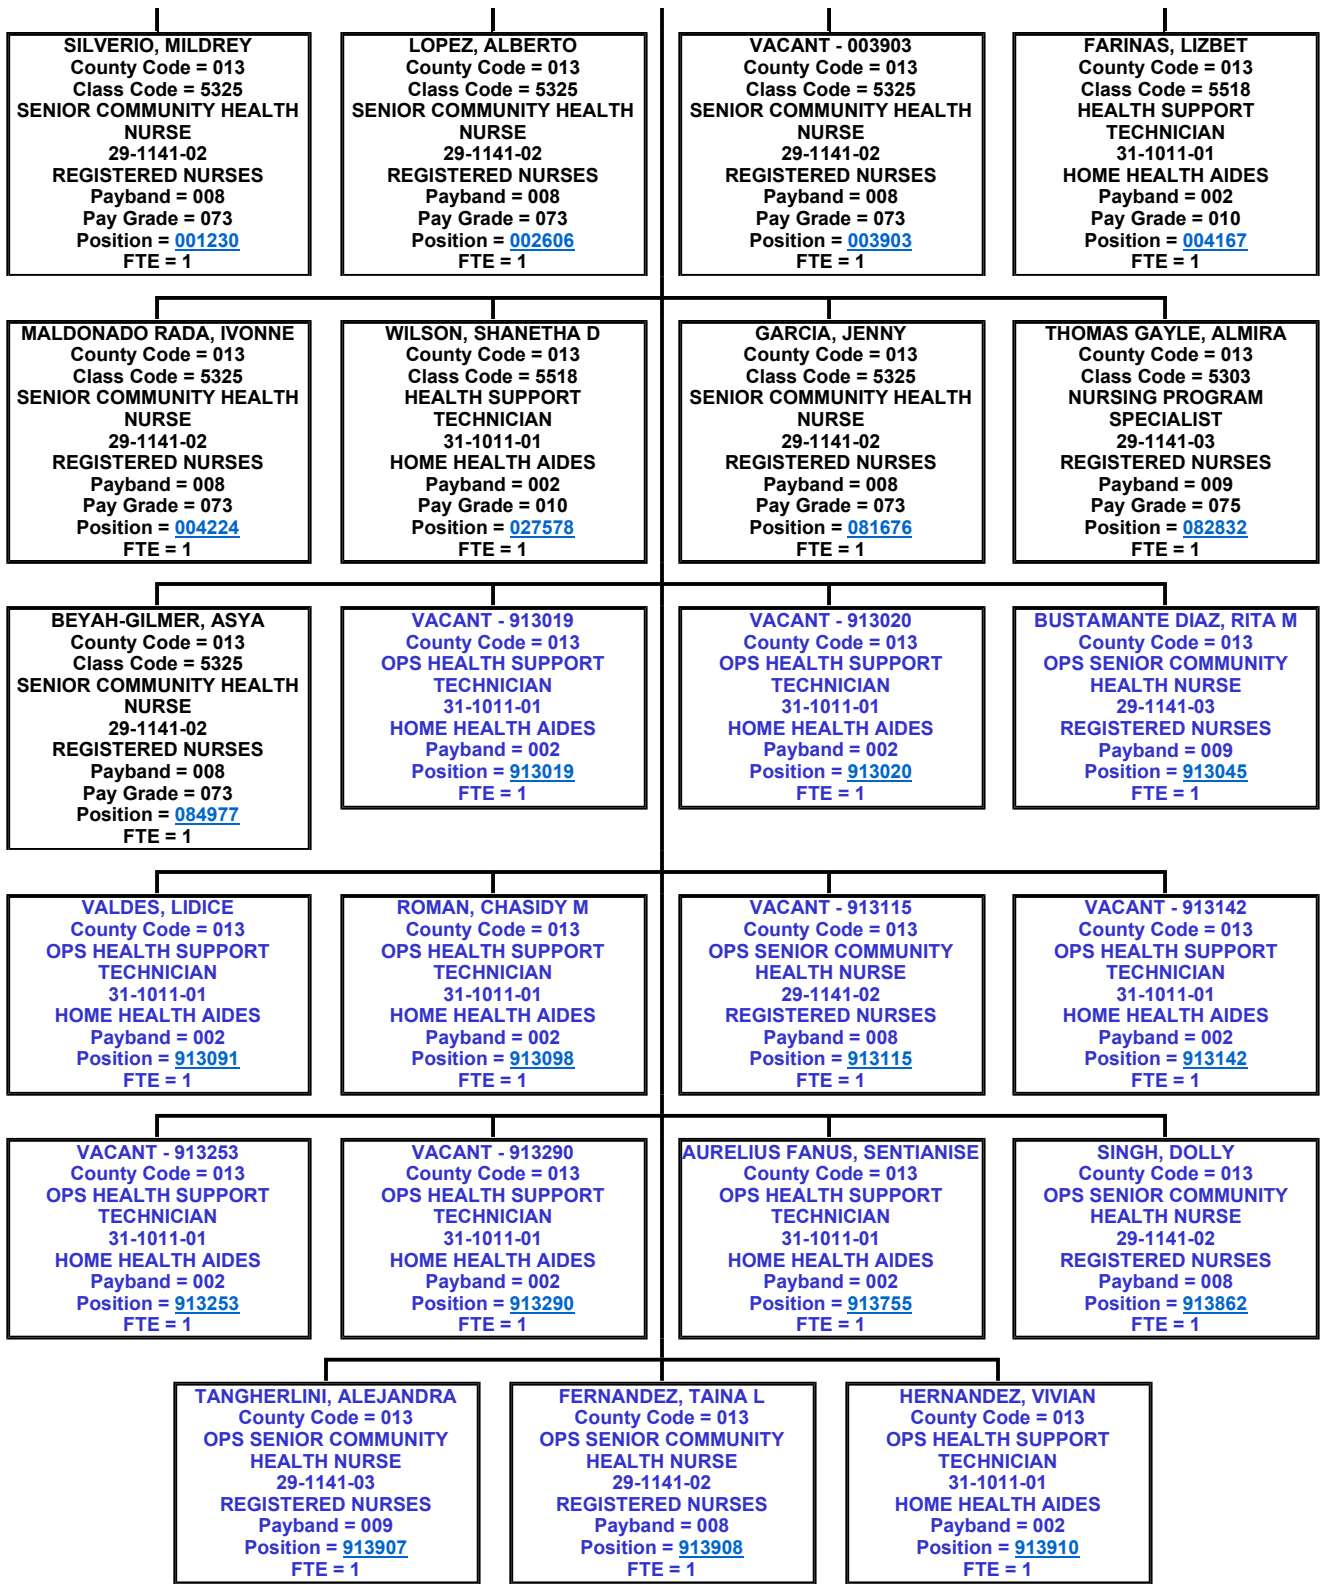 SILVERIO, MILDREY
County Code = 013
Class Code = 5325
SENIOR COMMUNITY HEALTH
NURSE
29-1141-02
REGISTERED NURSES
Payband = 008
Pay Grade = 073
Position = 001230
FTE = 1
LOPEZ, ALBERTO
County Code = 013
Class Code = 5325
SENIOR COMMUNITY HEALTH
NURSE
29-1141-02
REGISTERED NURSES
Payband = 008
Pay Grade = 073
Position = 002606
FTE = 1
VACANT - 003903
County Code = 013
Class Code = 5325
SENIOR COMMUNITY HEALTH
NURSE
29-1141-02
REGISTERED NURSES
Payband = 008
Pay Grade = 073
Position = 003903
FTE = 1
FARINAS, LIZBET
County Code = 013
Class Code = 5518
HEALTH SUPPORT
TECHNICIAN
31-1011-01
HOME HEALTH AIDES
Payband = 002
Pay Grade = 010
Position = 004167
FTE = 1
MALDONADO RADA, IVONNE
County Code = 013
Class Code = 5325
SENIOR COMMUNITY HEALTH
NURSE
29-1141-02
REGISTERED NURSES
Payband = 008
Pay Grade = 073
Position = 004224
FTE = 1
WILSON, SHANETHA D
County Code = 013
Class Code = 5518
HEALTH SUPPORT
TECHNICIAN
31-1011-01
HOME HEALTH AIDES
Payband = 002
Pay Grade = 010
Position = 027578
FTE = 1
GARCIA, JENNY
County Code = 013
Class Code = 5325
SENIOR COMMUNITY HEALTH
NURSE
29-1141-02
REGISTERED NURSES
Payband = 008
Pay Grade = 073
Position = 081676
FTE = 1
THOMAS GAYLE, ALMIRA
County Code = 013
Class Code = 5303
NURSING PROGRAM
SPECIALIST
29-1141-03
REGISTERED NURSES
Payband = 009
Pay Grade = 075
Position = 082832
FTE = 1
BEYAH-GILMER, ASYA
County Code = 013
Class Code = 5325
SENIOR COMMUNITY HEALTH
NURSE
29-1141-02
REGISTERED NURSES
Payband = 008
Pay Grade = 073
Position = 084977
FTE = 1
VACANT - 913019
County Code = 013
OPS HEALTH SUPPORT
TECHNICIAN
31-1011-01
HOME HEALTH AIDES
Payband = 002
Position = 913019
FTE = 1
VACANT - 913020
County Code = 013
OPS HEALTH SUPPORT
TECHNICIAN
31-1011-01
HOME HEALTH AIDES
Payband = 002
Position = 913020
FTE = 1
BUSTAMANTE DIAZ, RITA M
County Code = 013
OPS SENIOR COMMUNITY
HEALTH NURSE
29-1141-03
REGISTERED NURSES
Payband = 009
Position = 913045
FTE = 1
VALDES, LIDICE
County Code = 013
OPS HEALTH SUPPORT
TECHNICIAN
31-1011-01
HOME HEALTH AIDES
Payband = 002
Position = 913091
FTE = 1
ROMAN, CHASIDY M
County Code = 013
OPS HEALTH SUPPORT
TECHNICIAN
31-1011-01
HOME HEALTH AIDES
Payband = 002
Position = 913098
FTE = 1
VACANT - 913115
County Code = 013
OPS SENIOR COMMUNITY
HEALTH NURSE
29-1141-02
REGISTERED NURSES
Payband = 008
Position = 913115
FTE = 1
VACANT - 913142
County Code = 013
OPS HEALTH SUPPORT
TECHNICIAN
31-1011-01
HOME HEALTH AIDES
Payband = 002
Position = 913142
FTE = 1
VACANT - 913253
County Code = 013
OPS HEALTH SUPPORT
TECHNICIAN
31-1011-01
HOME HEALTH AIDES
Payband = 002
Position = 913253
FTE = 1
VACANT - 913290
County Code = 013
OPS HEALTH SUPPORT
TECHNICIAN
31-1011-01
HOME HEALTH AIDES
Payband = 002
Position = 913290
FTE = 1
AURELIUS FANUS, SENTIANISE
County Code = 013
OPS HEALTH SUPPORT
TECHNICIAN
31-1011-01
HOME HEALTH AIDES
Payband = 002
Position = 913755
FTE = 1
SINGH, DOLLY
County Code = 013
OPS SENIOR COMMUNITY
HEALTH NURSE
29-1141-02
REGISTERED NURSES
Payband = 008
Position = 913862
FTE = 1
TANGHERLINI, ALEJANDRA
County Code = 013
OPS SENIOR COMMUNITY
HEALTH NURSE
29-1141-03
REGISTERED NURSES
Payband = 009
Position = 913907
FTE = 1
FERNANDEZ, TAINA L
County Code = 013
OPS SENIOR COMMUNITY
HEALTH NURSE
29-1141-02
REGISTERED NURSES
Payband = 008
Position = 913908
FTE = 1
HERNANDEZ, VIVIAN
County Code = 013
OPS HEALTH SUPPORT
TECHNICIAN
31-1011-01
HOME HEALTH AIDES
Payband = 002
Position = 913910
FTE = 1